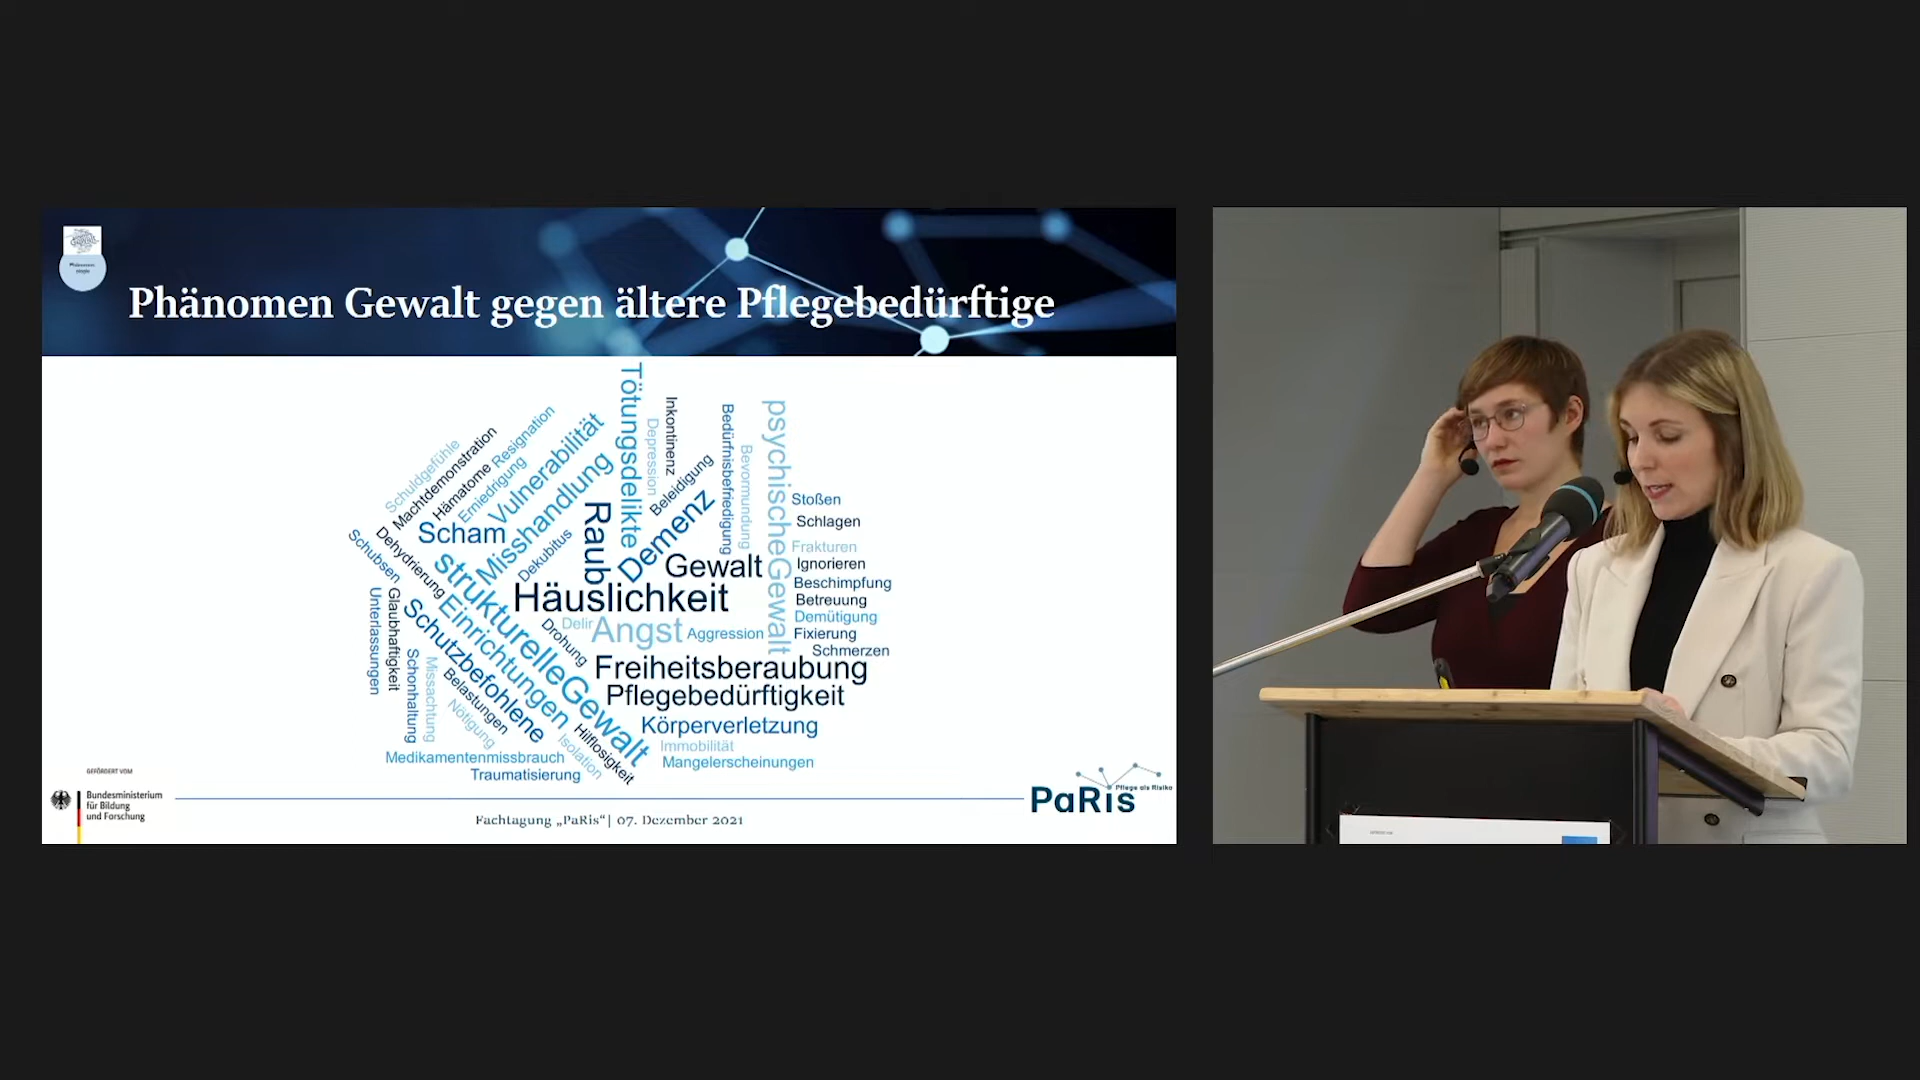 Phänomen Gewalt gegen ältere Pflegebedürftige
Tötungsdelikte
Depression
Inkontinenz
Beleidigung
Bedürfnisbefriedigung
Bevormundung
psychischeGewalt
Schuldgefühle
Machtdemonstration
Hämatome
Resignation
Erniedrigung
Vulnerabilität
Misshandlung
Scham
Raub
Demenz
Dekubitus
Stoßen
Schlagen
Frakturen
Ignorieren
Beschimpfung
Betreuung
Demütigung
Fixierung
Schmerzen
Gewalt
Häuslichkeit
Delir
Angst
Aggression
Drohung
Schubsen
Dehydrierung
strukturelleGewalt
Einrichtungen
Schutzbefohlene
Unterlassungen
Glaubhaftigkeit
Schonhaltung
Missachtung
Belastungen
Nötigung
Isolation
Hilflosigkeit
Freiheitsberaubung
Pflegebedürftigkeit
Körperverletzung
Immobilität
Mangelerscheinungen
Medikamentenmissbrauch
Traumatisierung
GEFÖRDERT VOM
Bundesministerium
für Bildung
und Forschung
Fachtagung „PaRis“| 07. Dezember 2021
Pflege als Risiko
PaRis